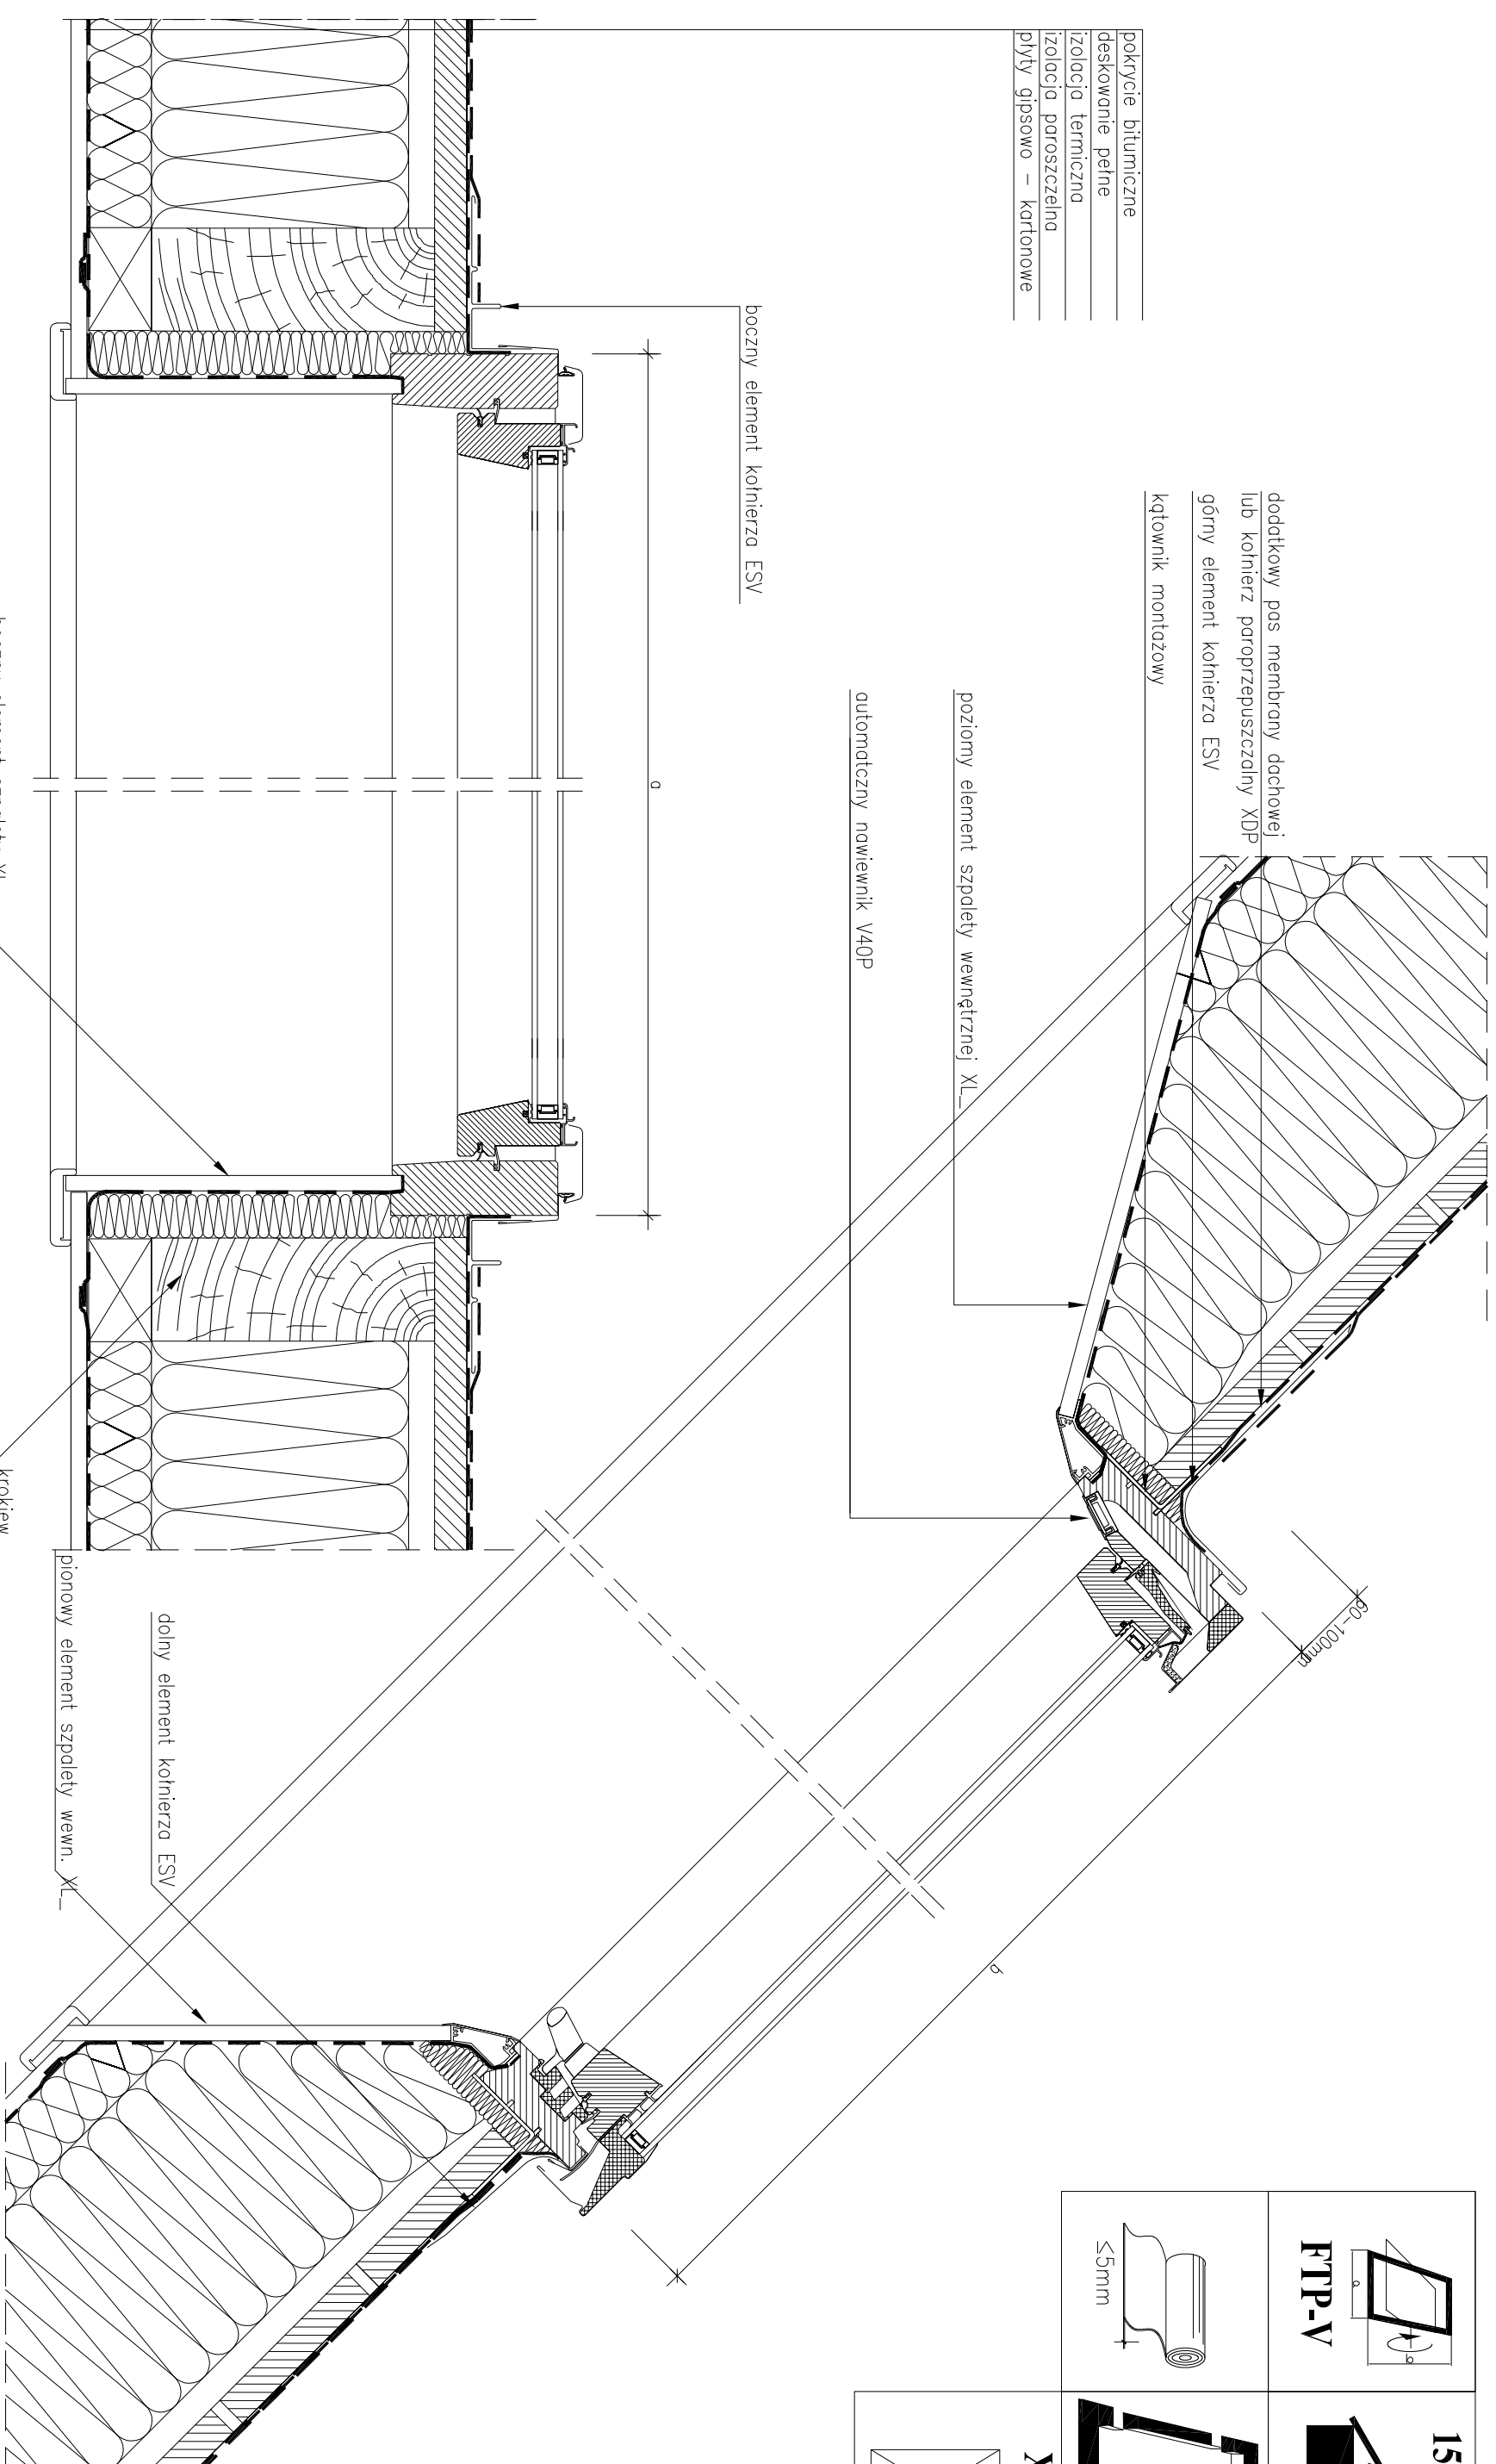 pokrycie bitumiczne
deskowanie pełne
izolacja termiczna
izolacja paroszczelna
płyty gipsowo – kartonowe
dodatkowy pas membrany dachowej
lub kołnierz paroprzepuszczalny XDP
górny element kołnierza ESV
kątownik montażowy
boczny element kołnierza ESV
poziomy element szpalety wewnętrznej XL_
automatczny nawiewnik V40P
a
60-100mm
b
krokiew
dolny element kołnierza ESV
pionowy element szpalety wewn. XL_
FTP-V
a
b
≤5mm
15
X